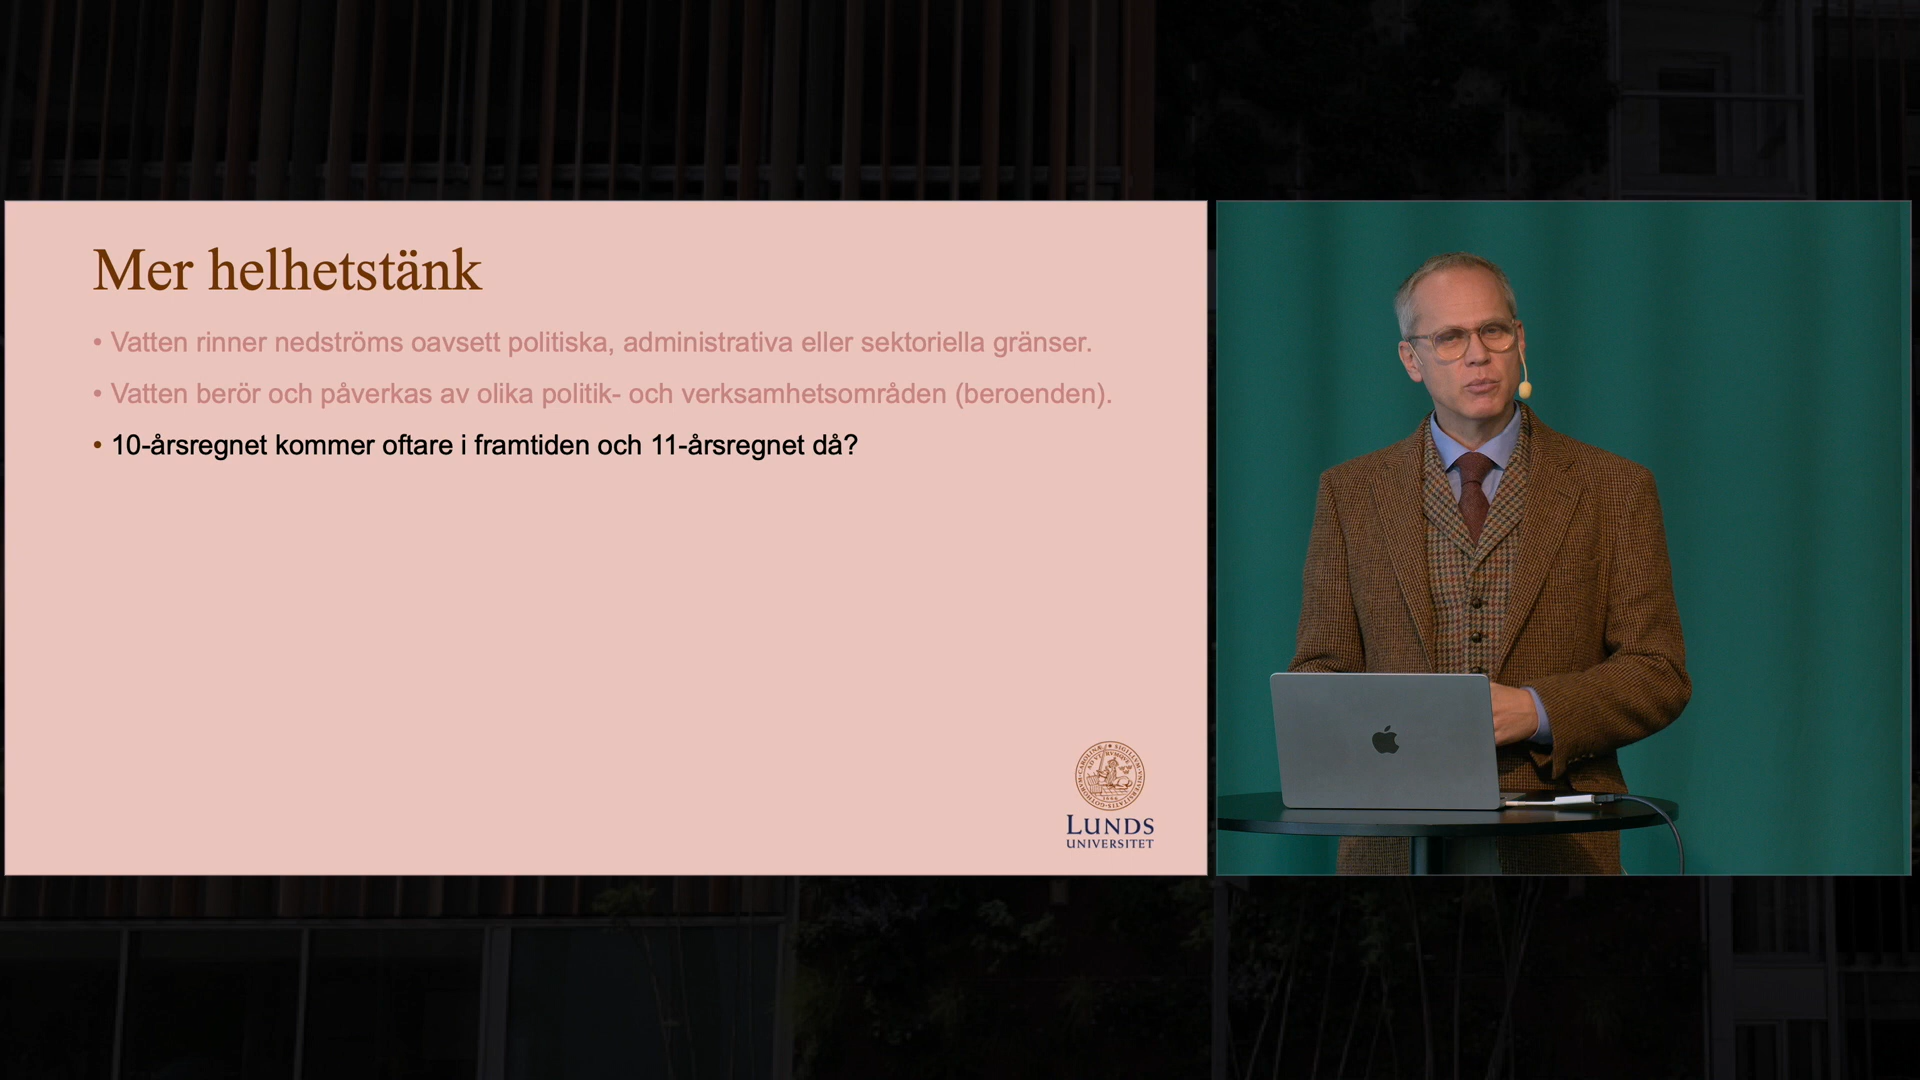 Mer helhetstänk
• Vatten rinner nedströms oavsett politiska, administrativa eller sektoriella gränser.
• Vatten berör och påverkas av olika politik- och verksamhetsområden (beroenden).
• 10-årsregnet kommer oftare i framtiden och 11-årsregnet då?
LUNDS
UNIVERSITET